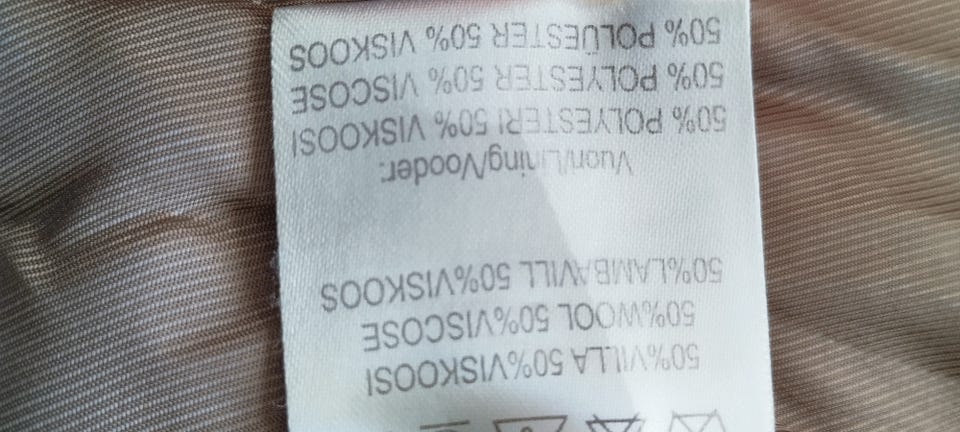 50%VILLA 50%VISKOOSI
50%WOOL 50%VISCOSE
50%LAMBAVILL 50%VISKOOS
Vuori/Lining/Vooder:
50% POLYESTERI 50% VISKOOSI
50% POLYESTER 50% VISCOSE
50% POLÜESTER 50% VISKOOS